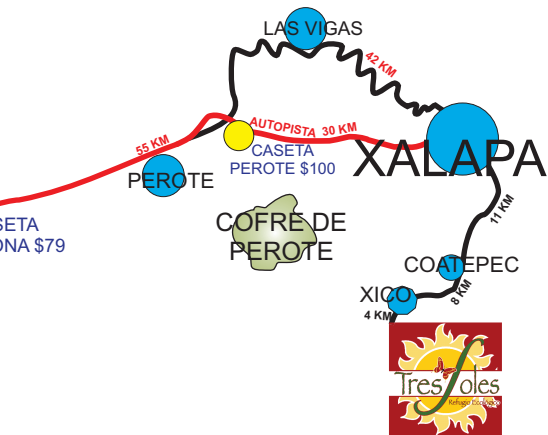 LAS VIGAS
42 KM
AUTOPISTA 30 KM
55 KM
CASETA
PEROTE $100
XALAPA
PEROTE
SETA
ONA $79
COFRE DE
PEROTE
11 KM
COATEPEC
8 KM
XICO
4 KM
Tres Soles
Refugio Ecológico